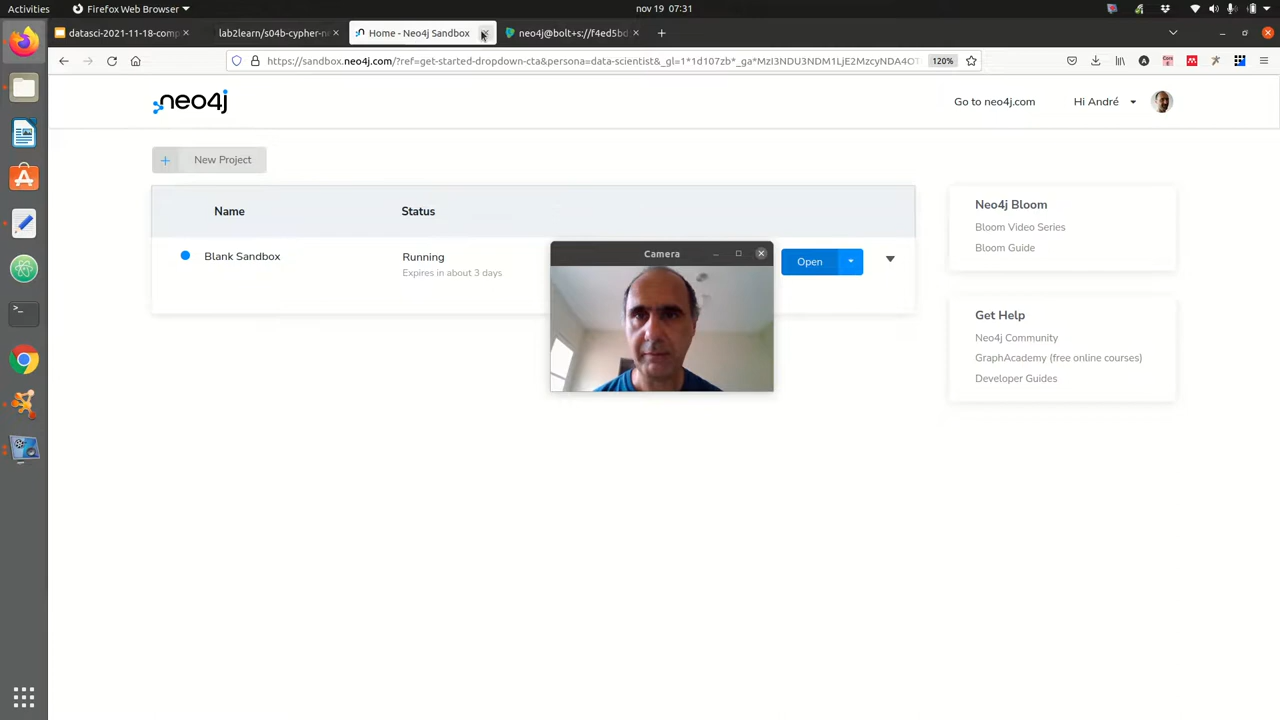 Activities
Firefox Web Browser
nov 19 07:31
datasci-2021-11-18-comp
lab2learn/s04b-cypher-n
Home - Neo4j Sandbox
neo4j@bolt+s://f4ed5bd
https://sandbox.neo4j.com/?ref=get-started-dropdown-cta&persona=data-scientist&_gl=1*1d107zb*_ga*MzI3NDU3NDM1LjE2MzcyNDA4OT
120%
neo4j
Go to neo4j.com
Hi André
New Project
Name
Status
Blank Sandbox
Running
Expires in about 3 days
Open
Camera
Neo4j Bloom
Bloom Video Series
Bloom Guide
Get Help
Neo4j Community
GraphAcademy (free online courses)
Developer Guides